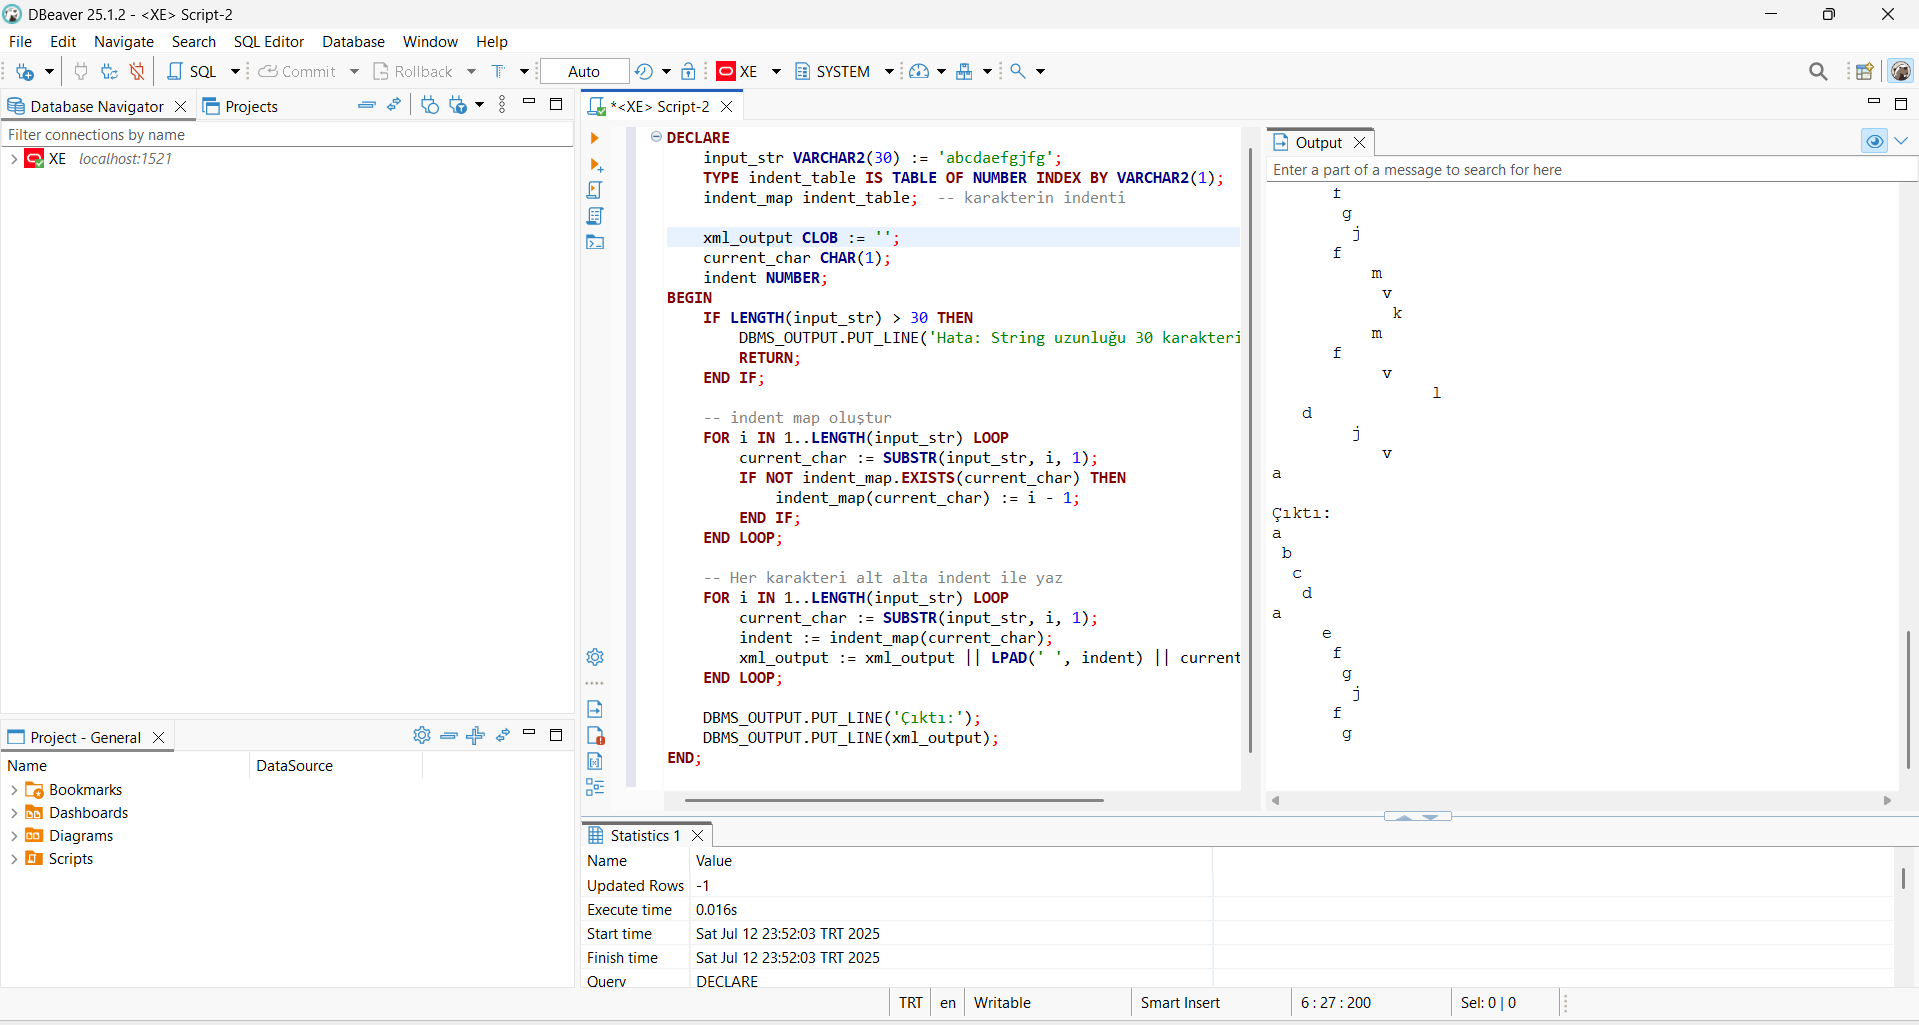 DBeaver 25.1.2 - <XE> Script-2
File Edit Navigate Search SQL Editor Database Window Help
SQL Commit Rollback T Auto XE SYSTEM
Database Navigator Projects
Filter connections by name
XE localhost:1521
*<XE> Script-2
DECLARE
input_str VARCHAR2(30) := 'abcdaefgjfg';
TYPE indent_table IS TABLE OF NUMBER INDEX BY VARCHAR2(1);
indent_map indent_table; -- karakterin indenti
xml_output CLOB := '';
current_char CHAR(1);
indent NUMBER;
BEGIN
IF LENGTH(input_str) > 30 THEN
DBMS_OUTPUT.PUT_LINE('Hata: String uzunluğu 30 karakteri
RETURN;
END IF;
-- indent map oluştur
FOR i IN 1..LENGTH(input_str) LOOP
current_char := SUBSTR(input_str, i, 1);
IF NOT indent_map.EXISTS(current_char) THEN
indent_map(current_char) := i - 1;
END IF;
END LOOP;
-- Her karakteri alt alta indent ile yaz
FOR i IN 1..LENGTH(input_str) LOOP
current_char := SUBSTR(input_str, i, 1);
indent := indent_map(current_char);
xml_output := xml_output || LPAD(' ', indent) || current
END LOOP;
DBMS_OUTPUT.PUT_LINE('Çıktı:');
DBMS_OUTPUT.PUT_LINE(xml_output);
END;
Output
Enter a part of a message to search for here
f
g
j
f
m
v
k
m
f
v
l
d
j
v
a
Çıktı:
a
b
c
d
a
e
f
g
j
f
g
Project - General
Name DataSource
Bookmarks
Dashboards
Diagrams
Scripts
Statistics 1
Name Value
Updated Rows -1
Execute time 0.016s
Start time Sat Jul 12 23:52:03 TRT 2025
Finish time Sat Jul 12 23:52:03 TRT 2025
Query DECLARE
TRT en Writable Smart Insert 6 : 27 : 200 Sel: 0 | 0